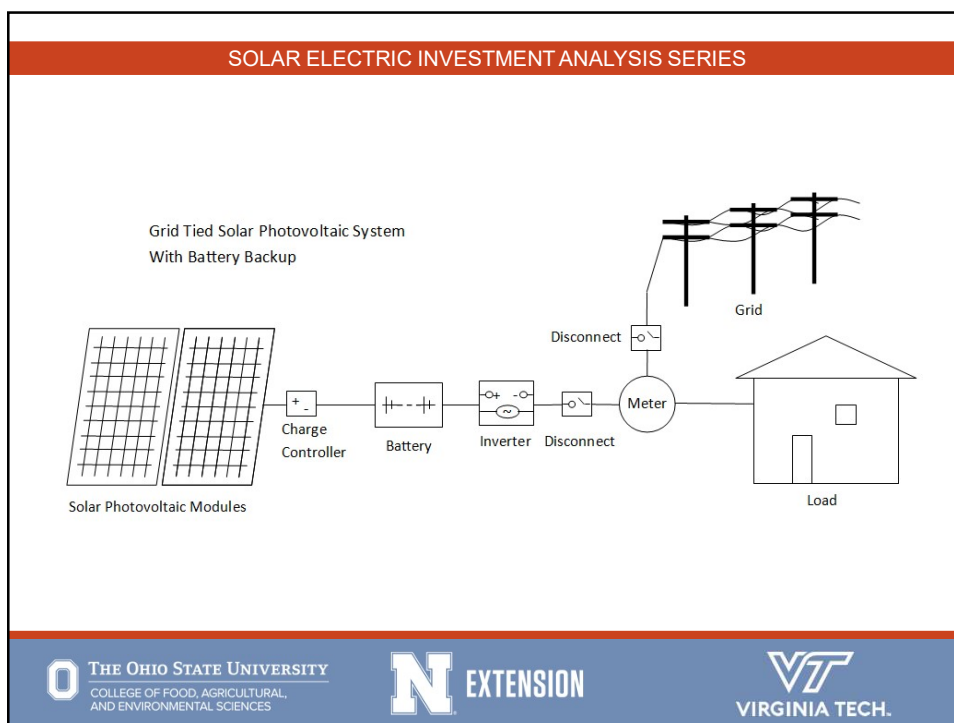 SOLAR ELECTRIC INVESTMENT ANALYSIS SERIES
Grid Tied Solar Photovoltaic System
With Battery Backup
Grid
Disconnect
Meter
+
-
Charge
Controller
Battery
+ -
~
Inverter
Disconnect
Load
Solar Photovoltaic Modules
O
THE OHIO STATE UNIVERSITY
COLLEGE OF FOOD, AGRICULTURAL,
AND ENVIRONMENTAL SCIENCES
N
EXTENSION
VT
VIRGINIA TECH.